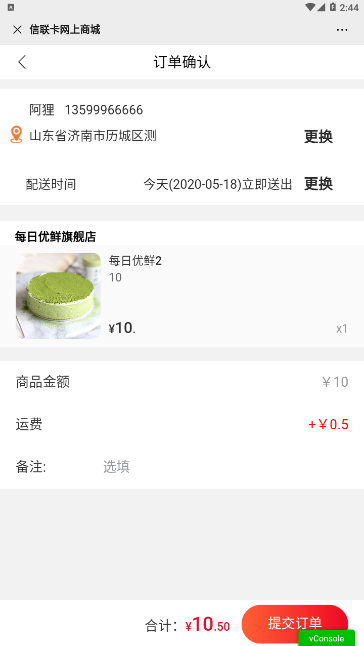 2:44
信联卡网上商城
订单确认
阿狸 13599966666
山东省济南市历城区测
更换
配送时间 今天(2020-05-18)立即送出 更换
每日优鲜旗舰店
每日优鲜2
10
¥10. x1
商品金额 ￥10
运费 +￥0.5
备注: 选填
合计: ¥10.50 提交订单
vConsole